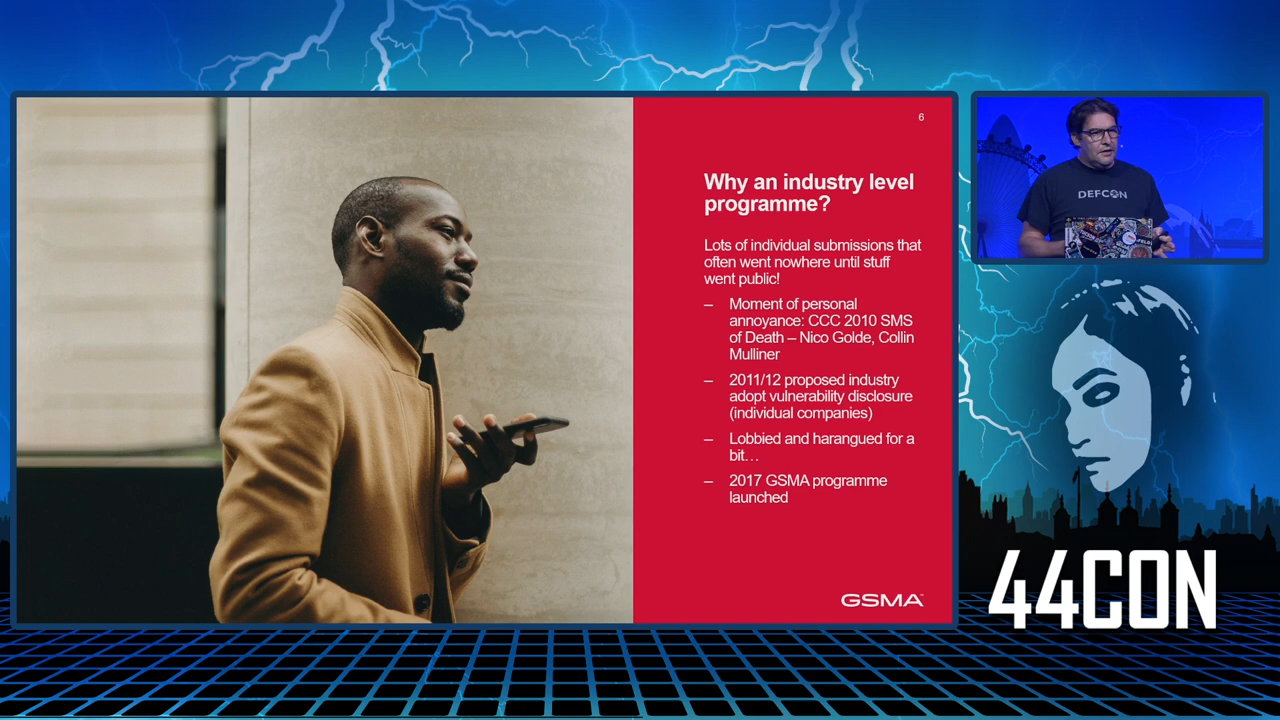 6
Why an industry level
programme?
Lots of individual submissions that
often went nowhere until stuff
went public!
– Moment of personal
annoyance: CCC 2010 SMS
of Death – Nico Golde, Collin
Mulliner
– 2011/12 proposed industry
adopt vulnerability disclosure
(individual companies)
– Lobbied and harangued for a
bit…
– 2017 GSMA programme
launched
GSMA
DEFCON
44CON